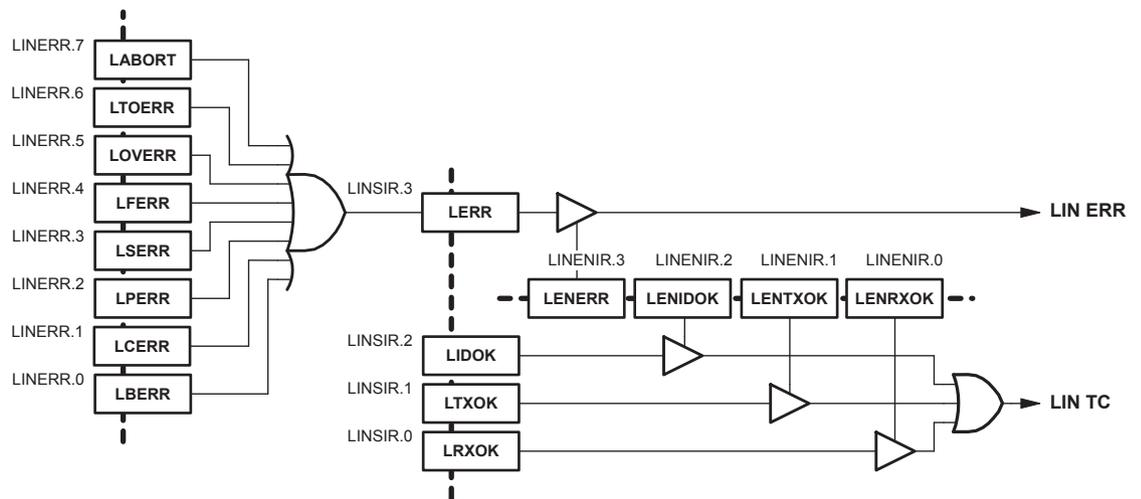 LINERR.7
LABORT
LINERR.6
LTOERR
LINERR.5
LOVERR
LINERR.4
LFERR
LINERR.3
LSERR
LINERR.2
LPERR
LINERR.1
LCERR
LINERR.0
LBERR
LINSIR.3
LERR
LIN ERR
LINENIR.3 LINENIR.2 LINENIR.1 LINENIR.0
LENERR LENIDOK LENTXOK LENRXOK
LINSIR.2
LIDOK
LINSIR.1
LTXOK
LIN TC
LINSIR.0
LRXOK